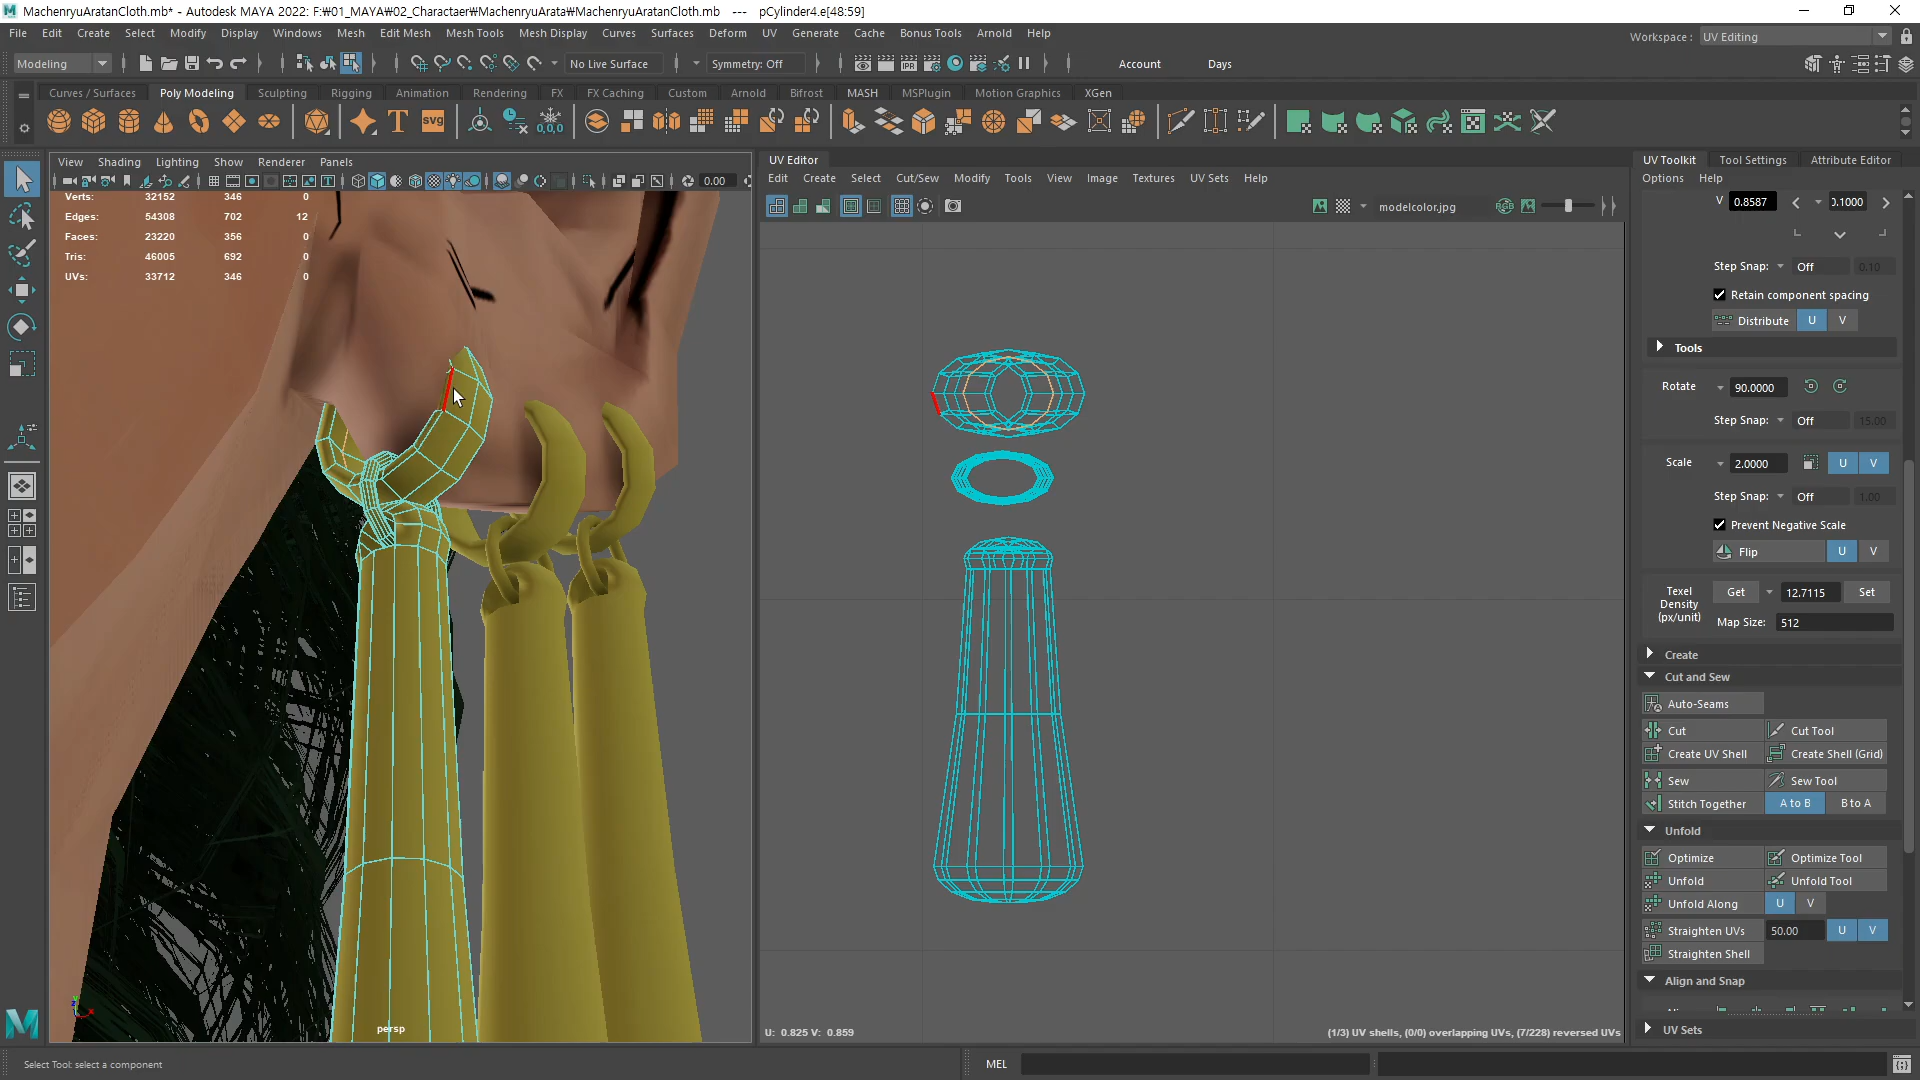 MachenryuAratanCloth.mb* - Autodesk MAYA 2022: F:₩01_MAYA₩02_Charactaer₩MachenryuArata₩MachenryuAratanCloth.mb --- pCylinder4.e[48:59]
File Edit Create Select Modify Display Windows Mesh Edit Mesh Mesh Tools Mesh Display Curves Surfaces Deform UV Generate Cache Bonus Tools Arnold Help
Workspace : UV Editing
Modeling No Live Surface Symmetry: Off Account Days
Curves / Surfaces Poly Modeling Sculpting Rigging Animation Rendering FX FX Caching Custom Arnold Bifrost MASH MSPlugin Motion Graphics XGen
View Shading Lighting Show Renderer Panels
0.00
Verts: 32152 346 0
Edges: 54308 702 12
Faces: 23220 356 0
Tris: 46005 692 0
UVs: 33712 346 0
persp
UV Editor
Edit Create Select Cut/Sew Modify Tools View Image Textures UV Sets Help
modelcolor.jpg
U: 0.825 V: 0.859
(1/3) UV shells, (0/0) overlapping UVs, (7/228) reversed UVs
UV Toolkit Tool Settings Attribute Editor
Options Help
V 0.8587 0.1000
Step Snap: Off 0.10
Retain component spacing
Distribute U V
Tools
Rotate 90.0000
Step Snap: Off 15.00
Scale 2.0000 U V
Step Snap: Off 1.00
Prevent Negative Scale
Flip U V
Texel Density (px/unit) Get 12.7115 Set
Map Size: 512
Create
Cut and Sew
Auto-Seams
Cut Cut Tool
Create UV Shell Create Shell (Grid)
Sew Sew Tool
Stitch Together A to B B to A
Unfold
Optimize Optimize Tool
Unfold Unfold Tool
Unfold Along U V
Straighten UVs 50.00 U V
Straighten Shell
Align and Snap
UV Sets
Select Tool: select a component
MEL